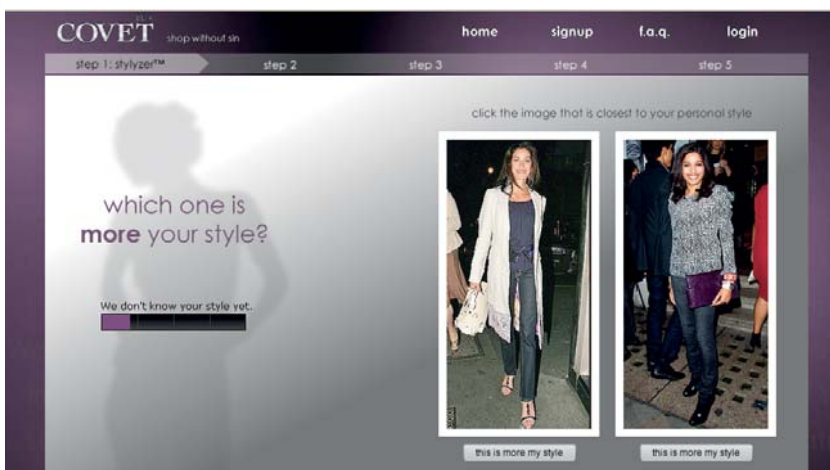 COVET shop without sin home signup f.a.q. login
step 1: stylyzer™ step 2 step 3 step 4 step 5
click the image that is closest to your personal style
which one is
more your style?
We don't know your style yet.
this is more my style this is more my style